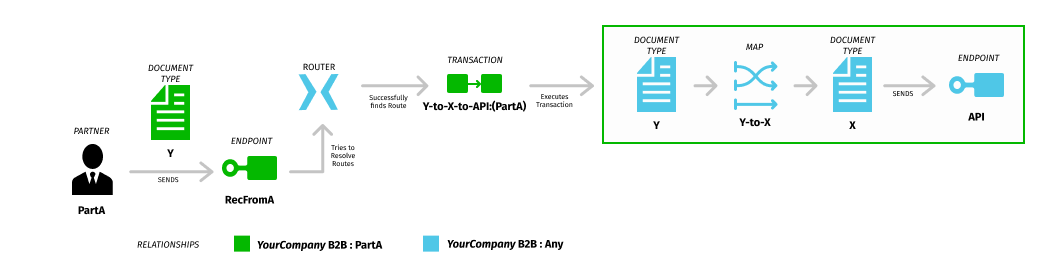 PARTNER
PartA
DOCUMENT
TYPE
Y
SENDS
ENDPOINT
RecFromA
Tries to
Resolve
Routes
ROUTER
Successfully
finds Route
TRANSACTION
Y-to-X-to-API:(PartA)
Executes
Transaction
DOCUMENT
TYPE
Y
MAP
Y-to-X
DOCUMENT
TYPE
X
SENDS
ENDPOINT
API
RELATIONSHIPS
YourCompany B2B : PartA
YourCompany B2B : Any